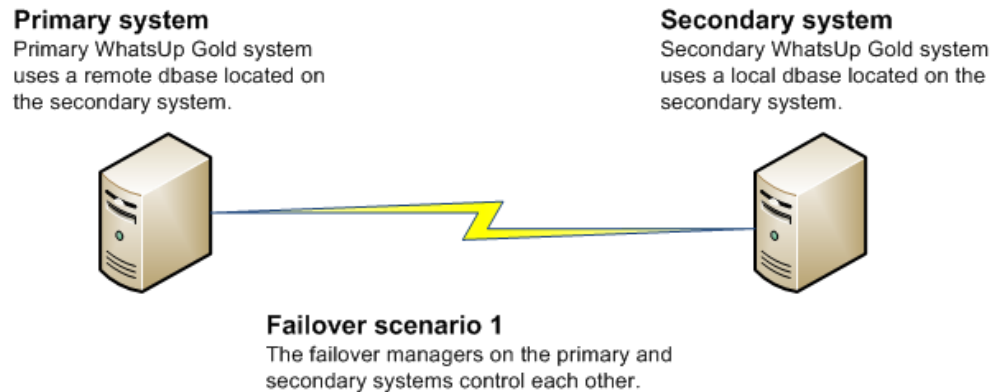 Primary system
Primary WhatsUp Gold system
uses a remote dbase located on
the secondary system.
Secondary system
Secondary WhatsUp Gold system
uses a local dbase located on the
secondary system.
Failover scenario 1
The failover managers on the primary and
secondary systems control each other.